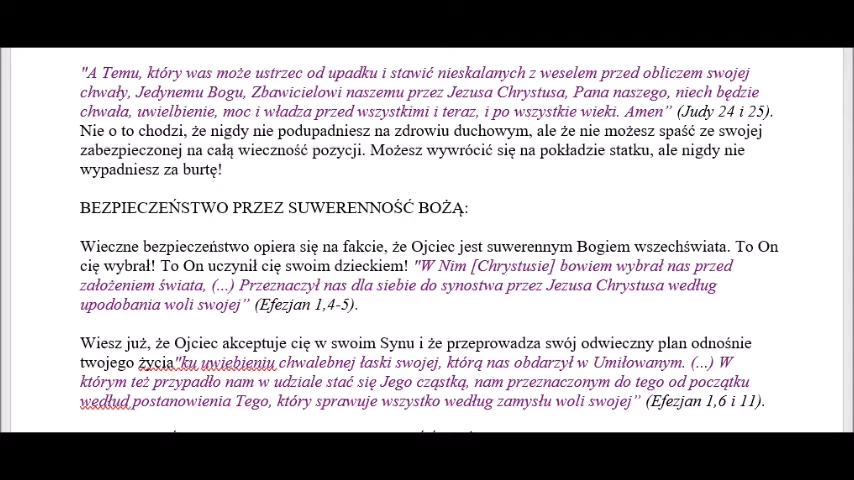 "A Temu, który was może ustrzec od upadku i stawić nieskalanych z weselem przed obliczem swojej
chwały, Jedynemu Bogu, Zbawicielowi naszemu przez Jezusa Chrystusa, Pana naszego, niech będzie
chwała, uwielbienie, moc i władza przed wszystkimi i teraz, i po wszystkie wieki. Amen” (Judy 24 i 25).
Nie o to chodzi, że nigdy nie podupadniesz na zdrowiu duchowym, ale że nie możesz spaść ze swojej
zabezpieczonej na całą wieczność pozycji. Możesz wywrócić się na pokładzie statku, ale nigdy nie
wypadniesz za burtę!
BEZPIECZEŃSTWO PRZEZ SUWERENNOŚĆ BOŻĄ:
Wieczne bezpieczeństwo opiera się na fakcie, że Ojciec jest suwerennym Bogiem wszechświata. To On
cię wybrał! To On uczynił cię swoim dzieckiem! "W Nim [Chrystusie] bowiem wybrał nas przed
założeniem świata, (...) Przeznaczył nas dla siebie do synostwa przez Jezusa Chrystusa według
upodobania woli swojej” (Efezjan 1,4-5).
Wiesz już, że Ojciec akceptuje cię w swoim Synu i że przeprowadza swój odwieczny plan odnośnie
twojego życia"ku uwiebieniu chwalebnej łaski swojej, którą nas obdarzył w Umiłowanym. (...) W
którym też przypadło nam w udziale stać się Jego cząstką, nam przeznaczonym do tego od początku
wedłud postanowienia Tego, który sprawuje wszystko według zamysłu woli swojej” (Efezjan 1,6 i 11).